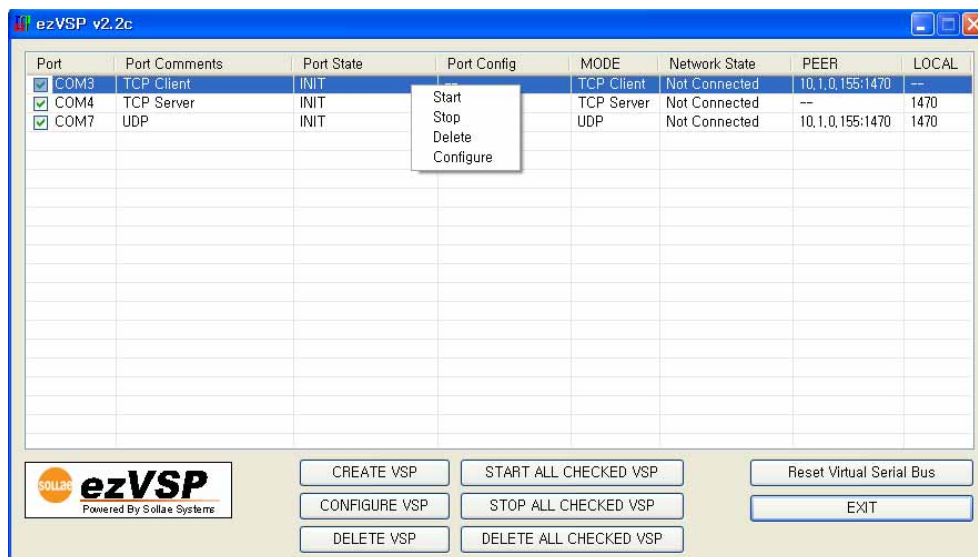 ezVSP v2.2c
Port Port Comments Port State Port Config MODE Network State PEER LOCAL
COM3 TCP Client INIT -- TCP Client Not Connected 10,1,0,155:1470 --
COM4 TCP Server INIT TCP Server Not Connected -- 1470
COM7 UDP INIT UDP Not Connected 10,1,0,155:1470 1470
Start
Stop
Delete
Configure
SOLLAE ezVSP
Powered By Sollae Systems
CREATE VSP START ALL CHECKED VSP Reset Virtual Serial Bus
CONFIGURE VSP STOP ALL CHECKED VSP EXIT
DELETE VSP DELETE ALL CHECKED VSP